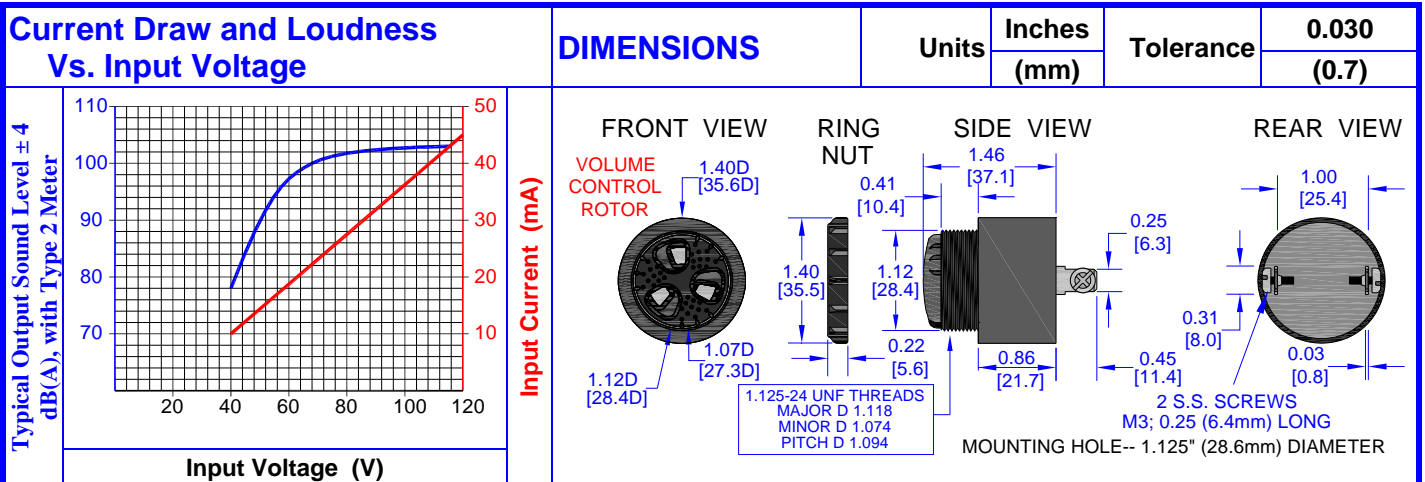 Current Draw and Loudness
Vs. Input Voltage
DIMENSIONS
Units
Inches
(mm)
Tolerance
0.030
(0.7)
Typical Output Sound Level ± 4
dB(A), with Type 2 Meter
110
100
90
80
70
50
40
30
20
10
20
40
60
80
100
120
Input Current (mA)
Input Voltage (V)
FRONT VIEW
VOLUME
CONTROL
ROTOR
1.40D
[35.6D]
1.07D
[27.3D]
1.12D
[28.4D]
RING
NUT
1.40
[35.5]
0.22
[5.6]
SIDE VIEW
1.46
[37.1]
0.41
[10.4]
1.12
[28.4]
0.25
[6.3]
0.86
[21.7]
0.45
[11.4]
1.125-24 UNF THREADS
MAJOR D 1.118
MINOR D 1.074
PITCH D 1.094
REAR VIEW
1.00
[25.4]
0.31
[8.0]
0.03
[0.8]
2 S.S. SCREWS
M3; 0.25 (6.4mm) LONG
MOUNTING HOLE-- 1.125" (28.6mm) DIAMETER